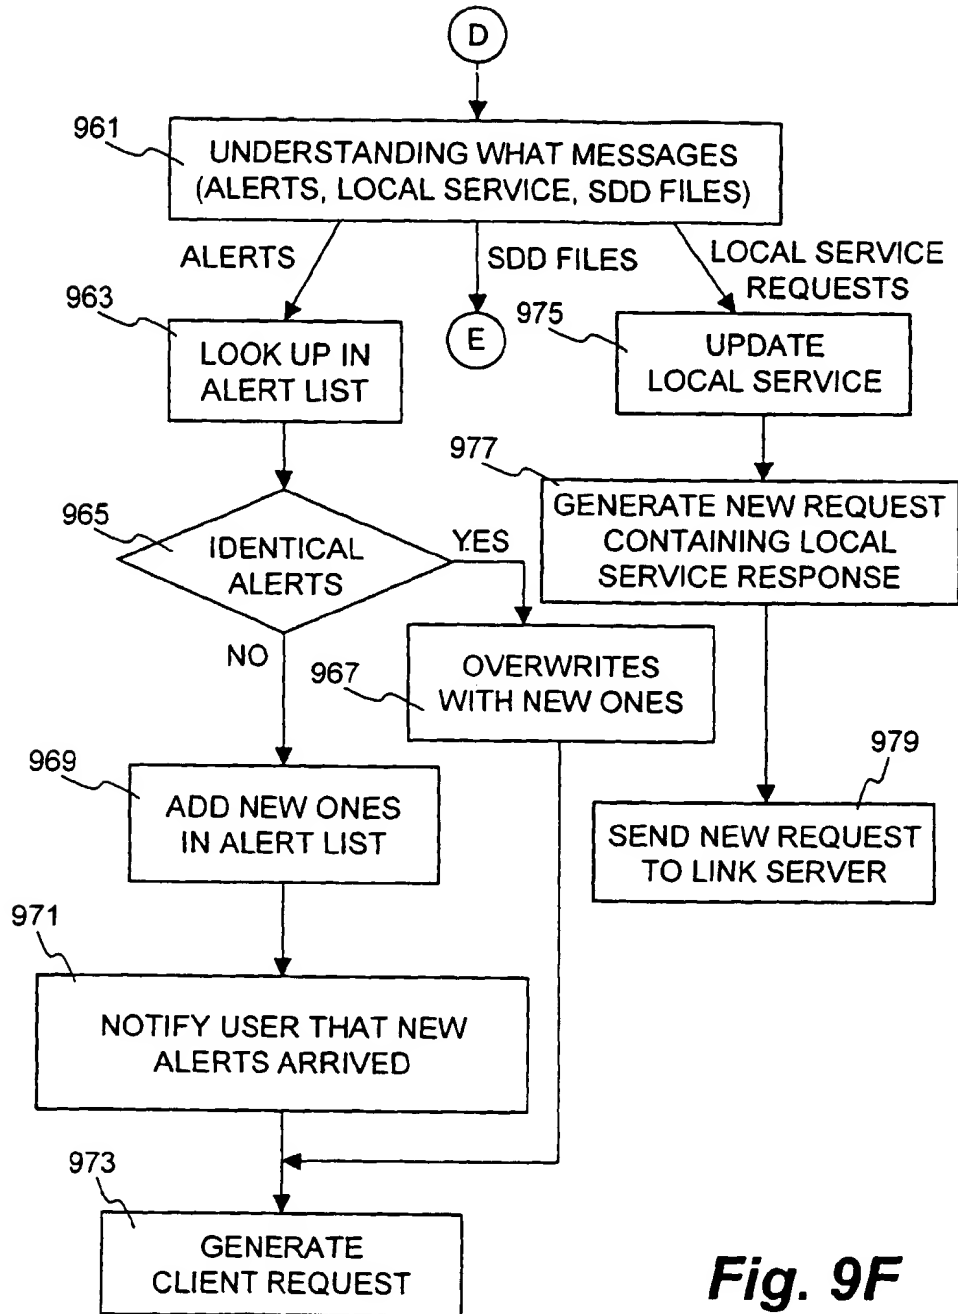 D
961
UNDERSTANDING WHAT MESSAGES
(ALERTS, LOCAL SERVICE, SDD FILES)
ALERTS
SDD FILES
LOCAL SERVICE
REQUESTS
963
LOOK UP IN
ALERT LIST
E
975
UPDATE
LOCAL SERVICE
965
IDENTICAL
ALERTS
YES
NO
977
GENERATE NEW REQUEST
CONTAINING LOCAL
SERVICE RESPONSE
967
OVERWRITES
WITH NEW ONES
969
ADD NEW ONES
IN ALERT LIST
979
SEND NEW REQUEST
TO LINK SERVER
971
NOTIFY USER THAT NEW
ALERTS ARRIVED
973
GENERATE
CLIENT REQUEST
Fig. 9F